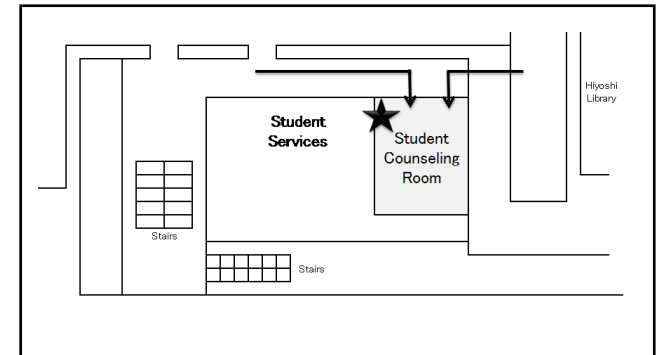 Hiyoshi
Library
Student
Services
Student
Counseling
Room
Stairs
Stairs